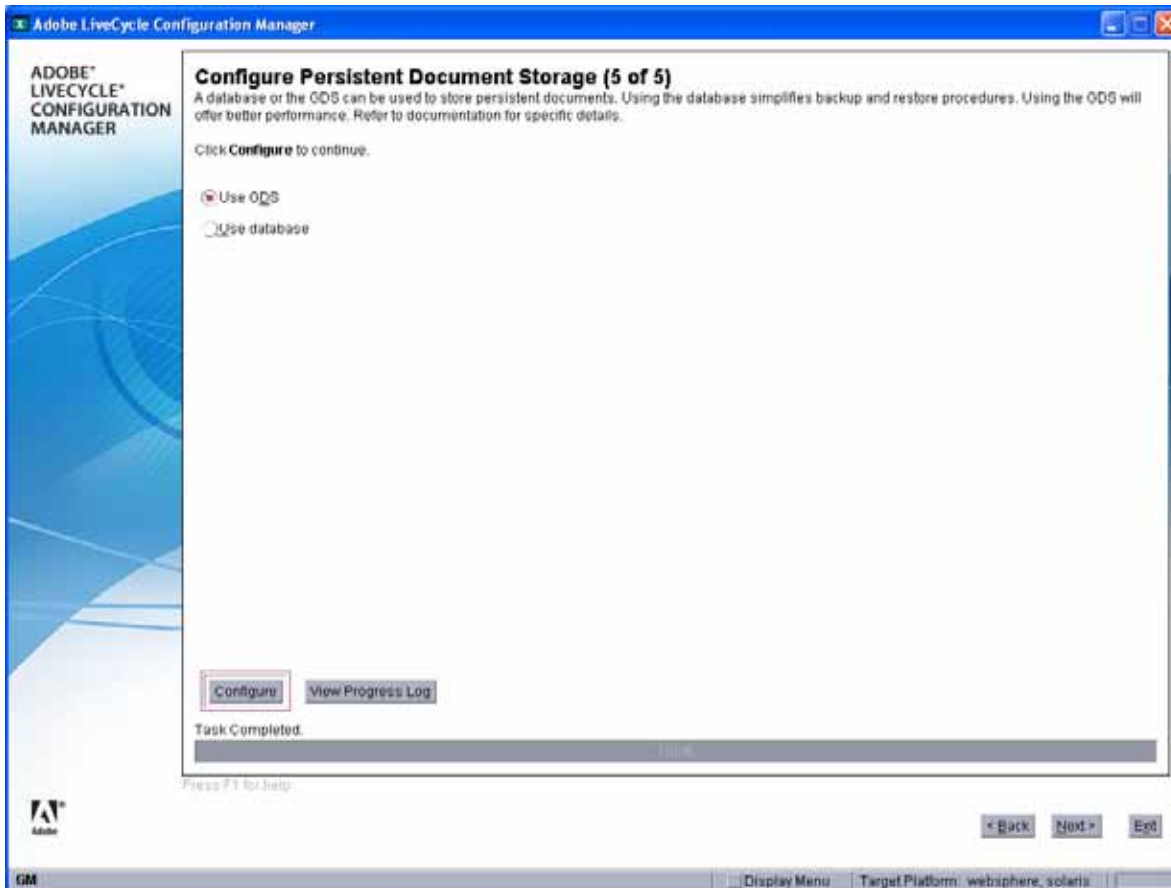 Adobe LiveCycle Configuration Manager
ADOBE®
LIVECYCLE®
CONFIGURATION
MANAGER
Configure Persistent Document Storage (5 of 5)
A database or the GDS can be used to store persistent documents. Using the database simplifies backup and restore procedures. Using the GDS will
offer better performance. Refer to documentation for specific details.
Click Configure to continue.
Use GDS
Use database
Configure View Progress Log
Task Completed.
Press F1 for help
Adobe
< Back Next > Exit
GM Display Menu Target Platform: websphere, solaris